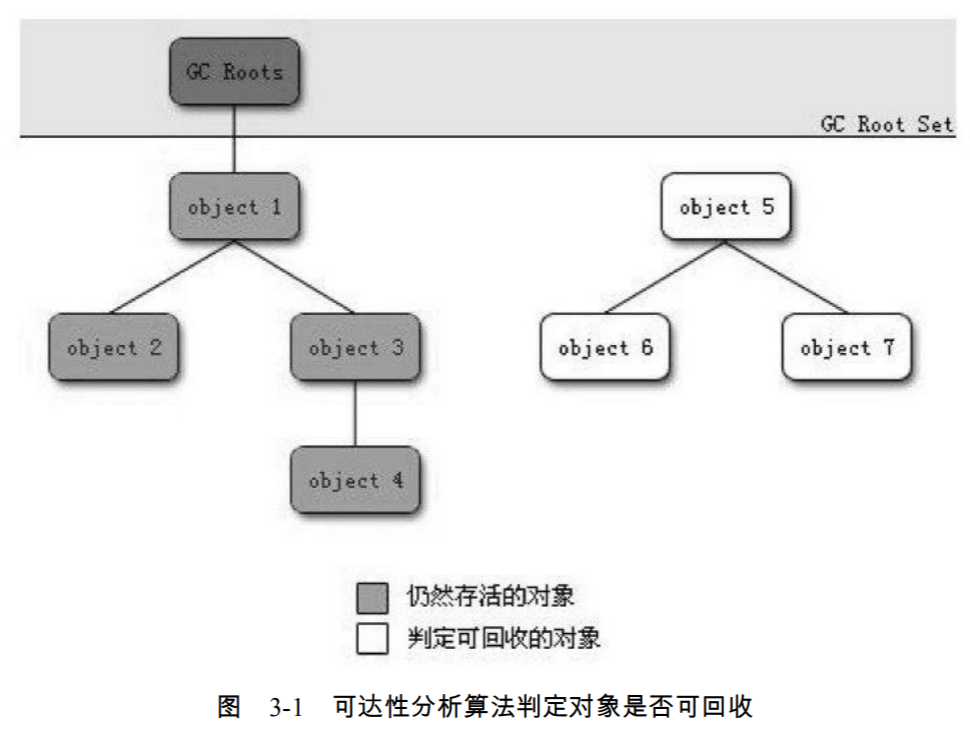 GC Roots
GC Root Set
object 1
object 5
object 2
object 3
object 6
object 7
object 4
仍然存活的对象
判定可回收的对象
图 3-1 可达性分析算法判定对象是否可回收